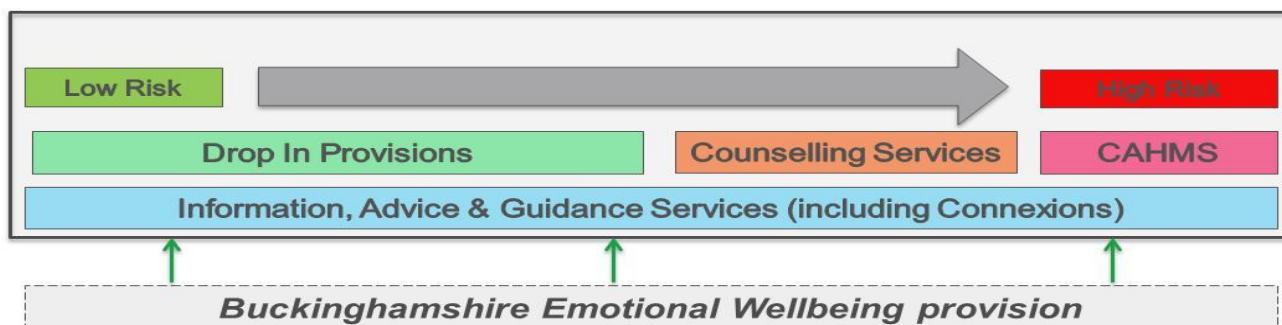 Low Risk
High Risk
Drop In Provisions
Counselling Services
CAHMS
Information, Advice & Guidance Services (including Connexions)
Buckinghamshire Emotional Wellbeing provision